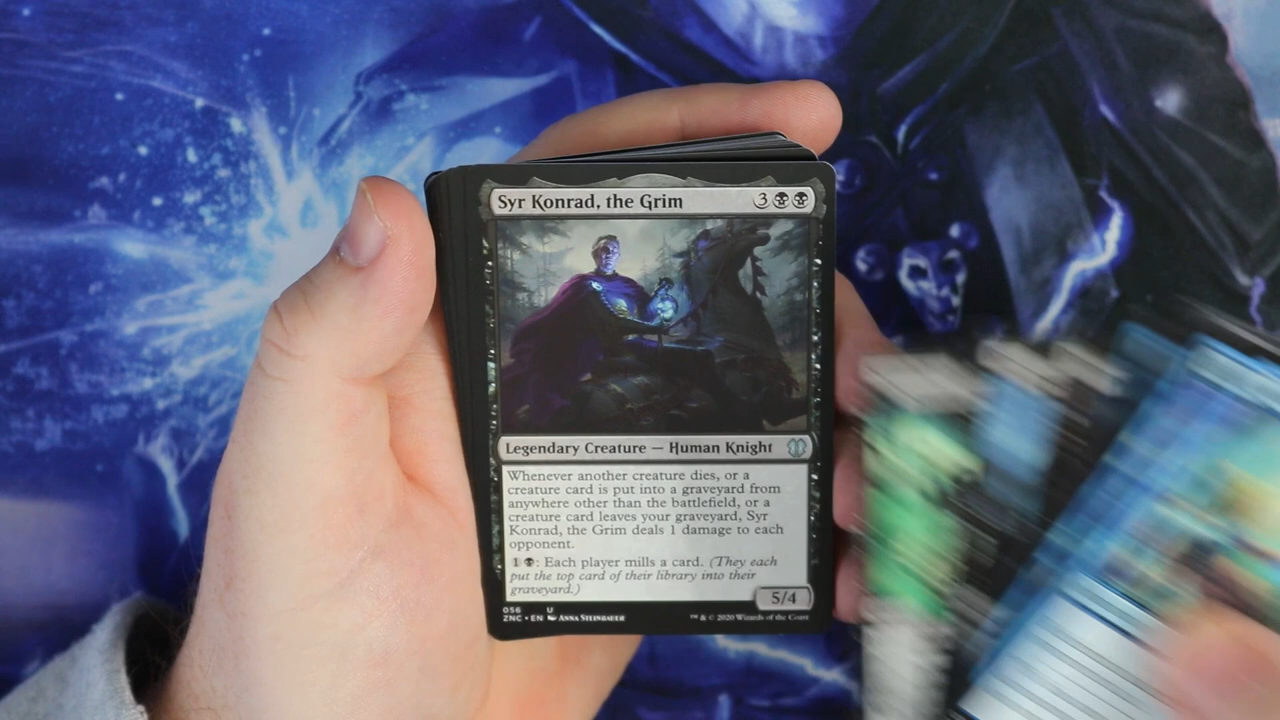 Syr Konrad, the Grim 3
Legendary Creature — Human Knight
Whenever another creature dies, or a
creature card is put into a graveyard from
anywhere other than the battlefield, or a
creature card leaves your graveyard, Syr
Konrad, the Grim deals 1 damage to each
opponent.
1 : Each player mills a card. (They each
put the top card of their library into their
graveyard.)
5/4
056 U
ZNC • EN Anna Steinbauer ™ & © 2020 Wizards of the Coast